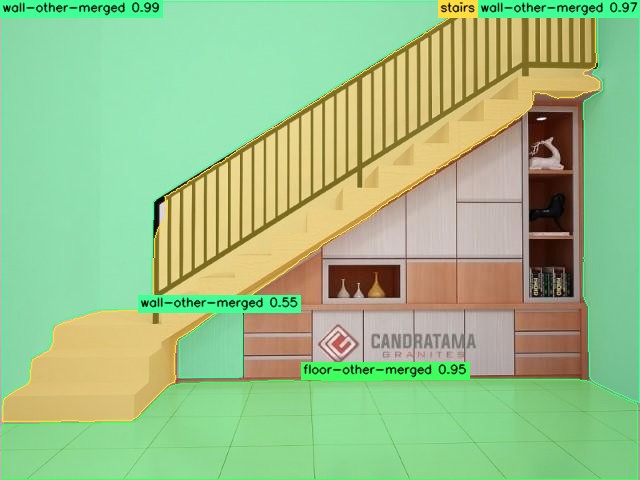 wall-other-merged 0.99
stairs
wall-other-merged 0.97
wall-other-merged 0.55
CANDRATAMA
GRANITES
floor-other-merged 0.95